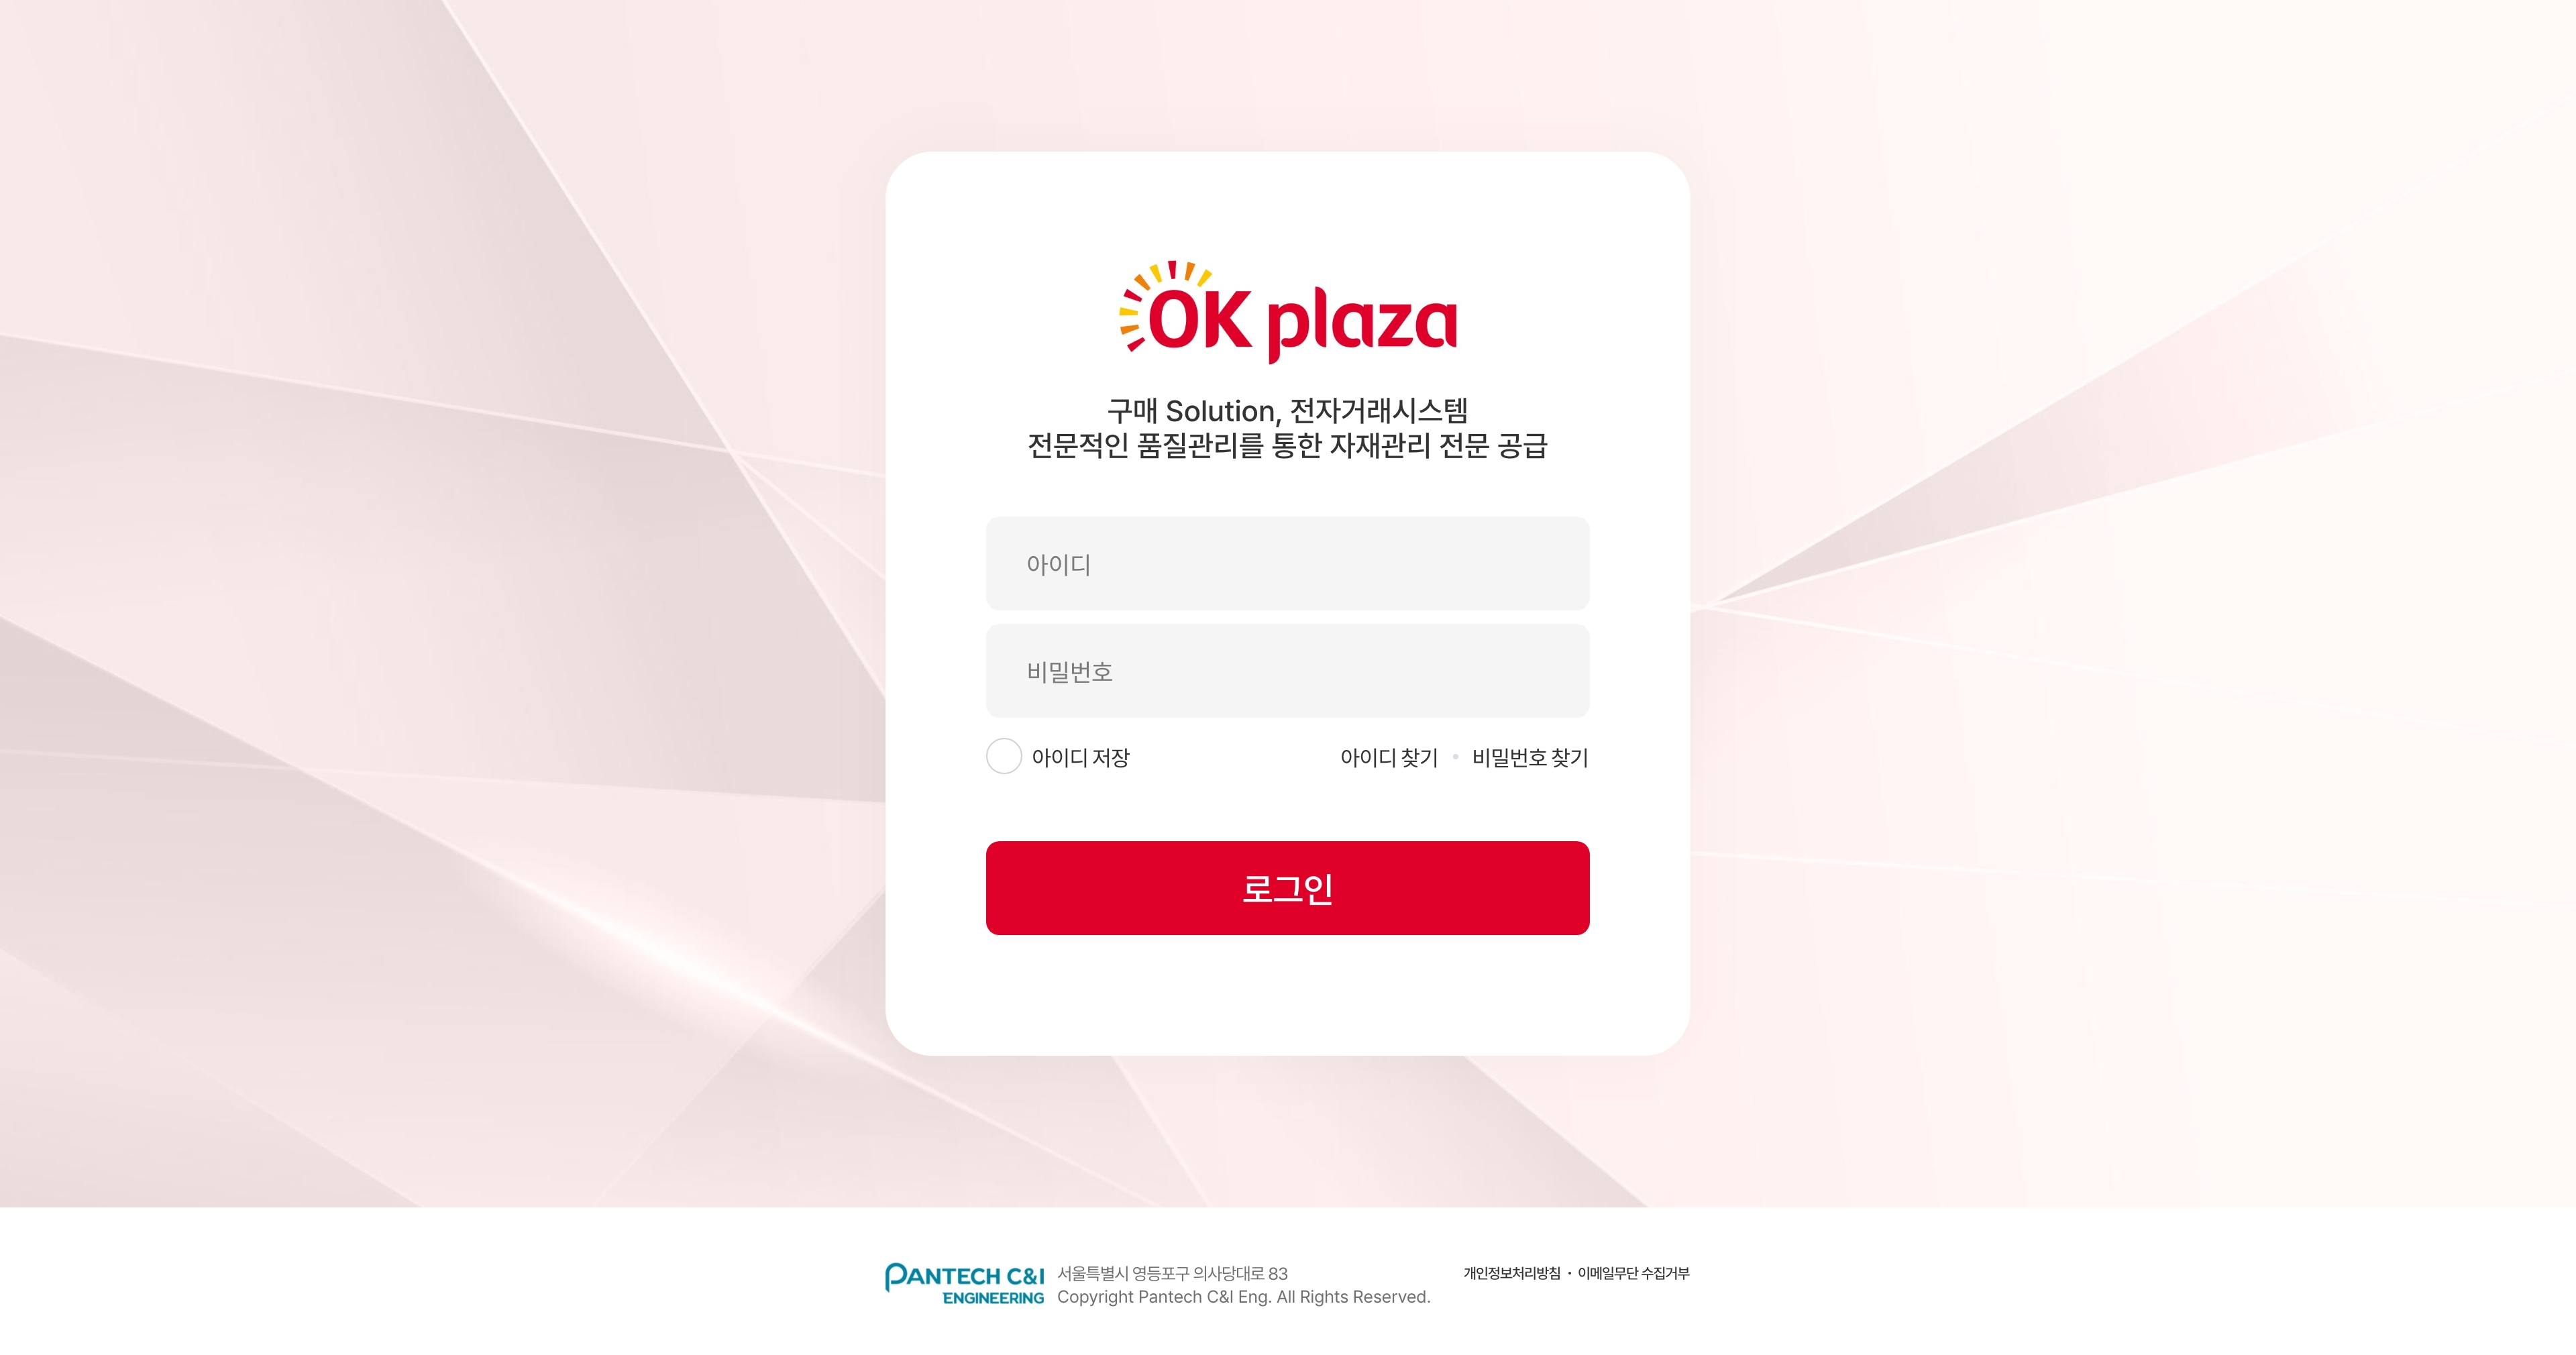 OK plaza
구매 Solution, 전자거래시스템
전문적인 품질관리를 통한 자재관리 전문 공급
아이디
비밀번호
아이디 저장
아이디 찾기 • 비밀번호 찾기
로그인
PANTECH C&I
ENGINEERING
서울특별시 영등포구 의사당대로 83
Copyright Pantech C&I Eng. All Rights Reserved.
개인정보처리방침 · 이메일무단 수집거부